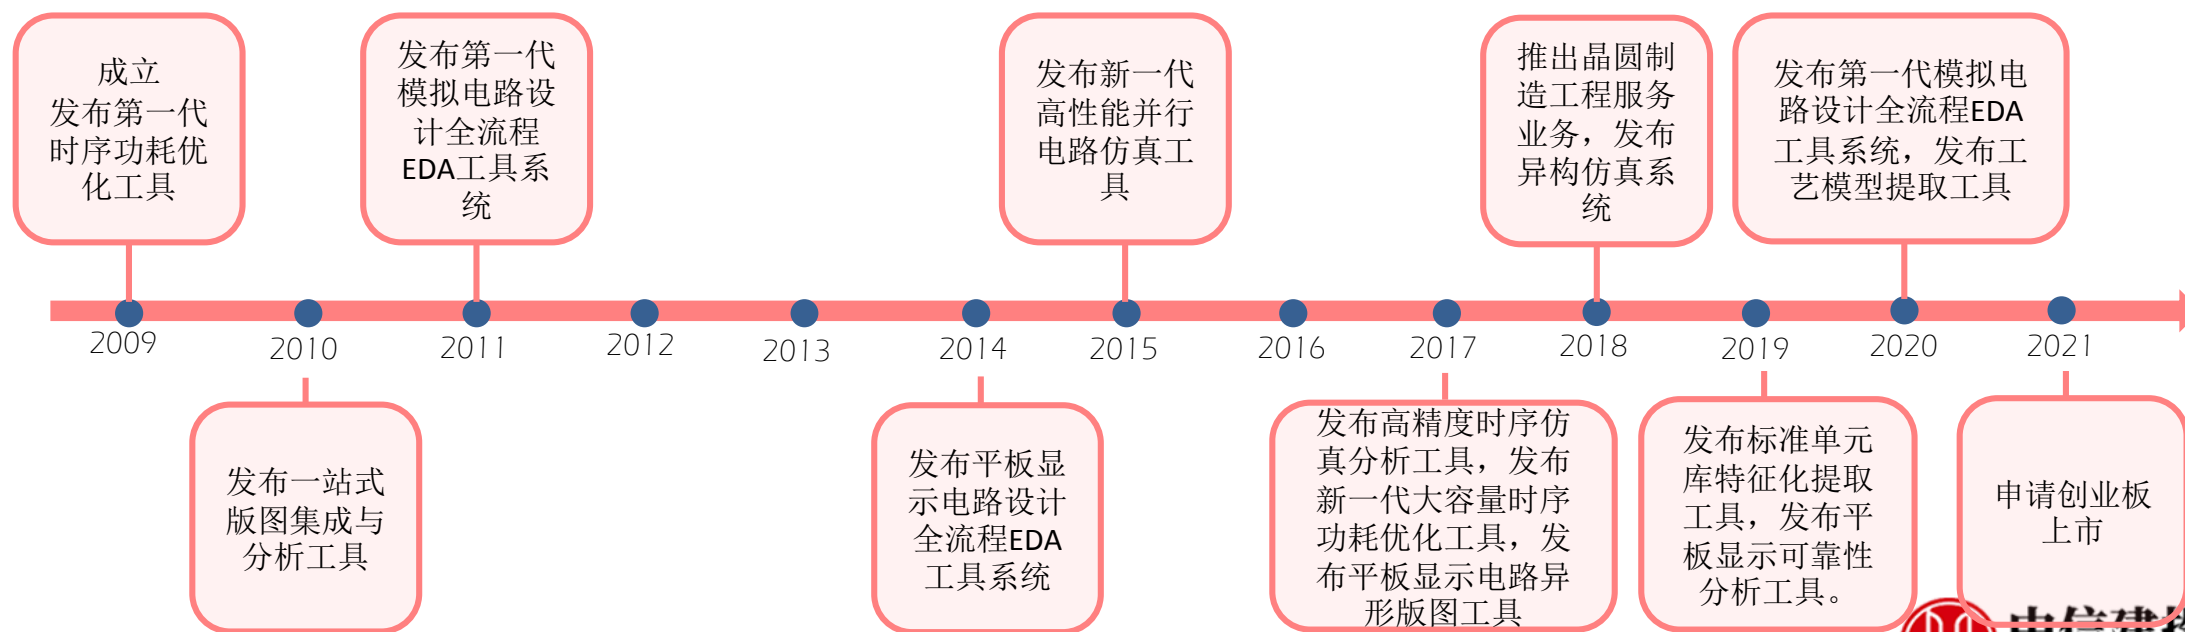 成立
发布第一代
时序功耗优
化工具
发布第一代
模拟电路设
计全流程
EDA工具系
统
发布新一代
高性能并行
电路仿真工
具
推出晶圆制
造工程服务
业务，发布
异构仿真系
统
发布第一代模拟电
路设计全流程EDA
工具系统，发布工
艺模型提取工具
2009
2010
2011
2012
2013
2014
2015
2016
2017
2018
2019
2020
2021
发布一站式
版图集成与
分析工具
发布平板显
示电路设计
全流程EDA
工具系统
发布高精度时序仿
真分析工具，发布
新一代大容量时序
功耗优化工具，发
布平板显示电路异
形版图工具
发布标准单元
库特征化提取
工具，发布平
板显示可靠性
分析工具。
申请创业板
上市
中信建投